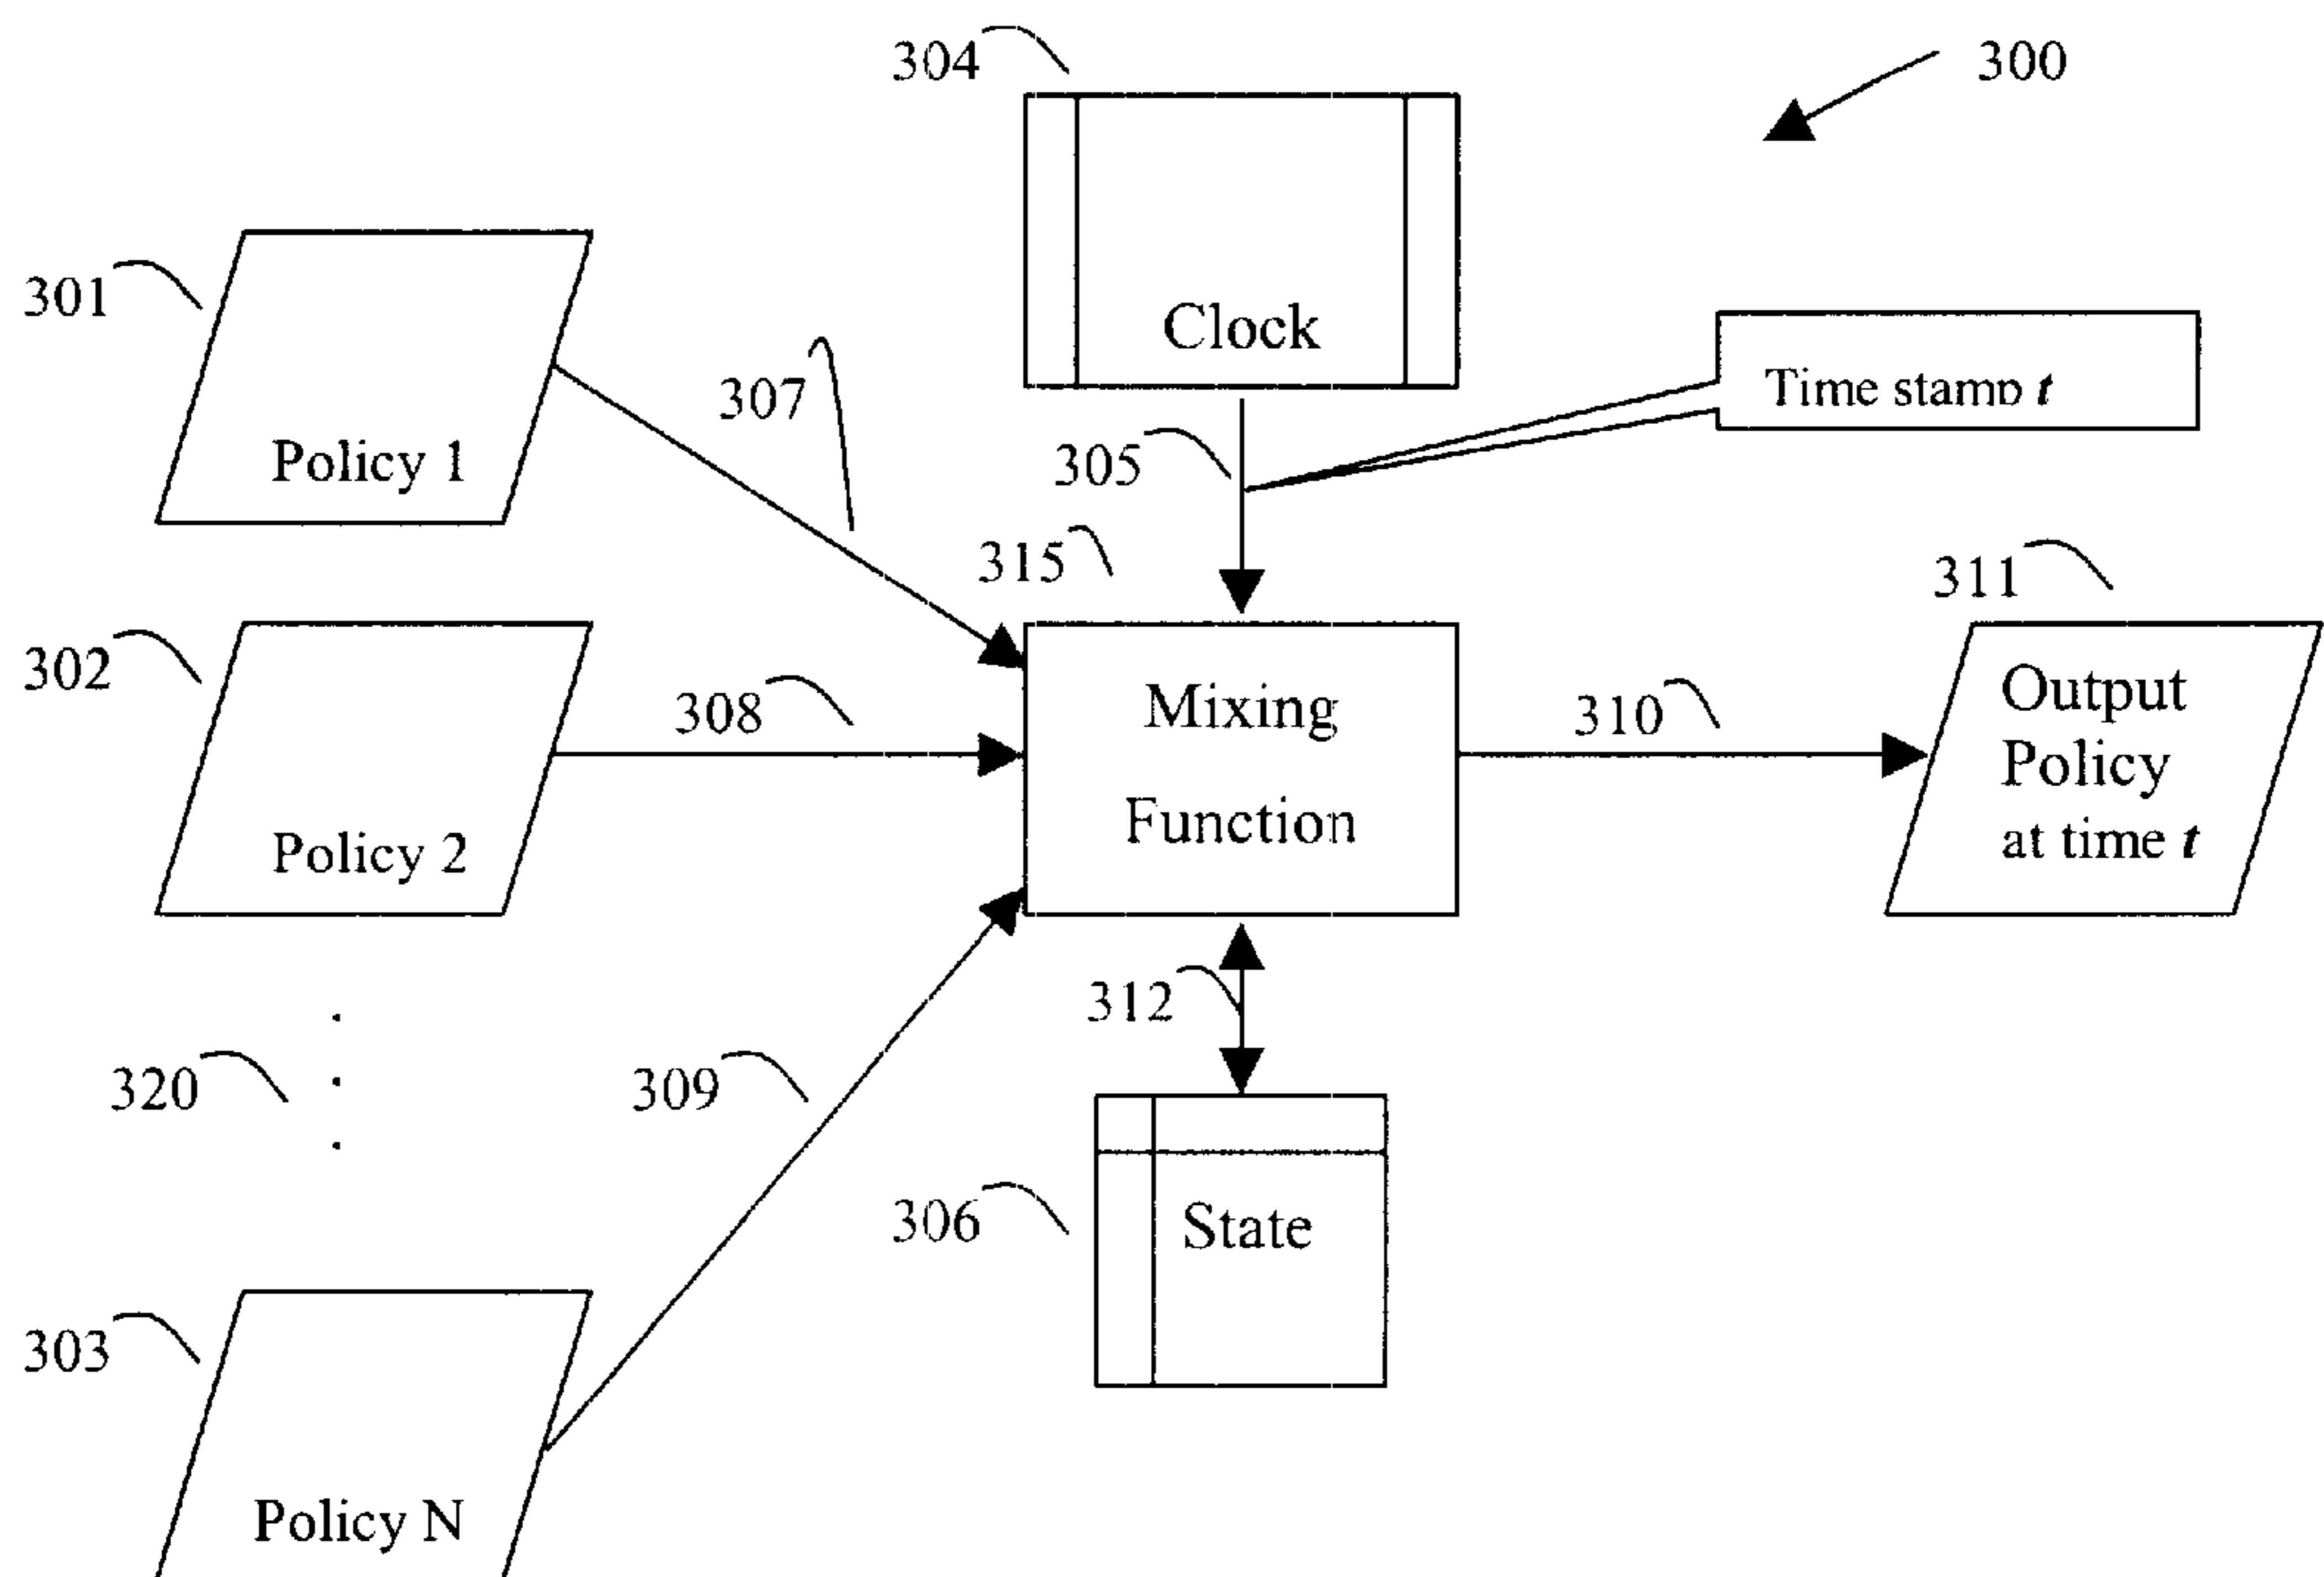 304
300
301
Clock
307
Time stamp t
Policy 1
305
315
311
302
308
Mixing
Function
310
Output
Policy
at time t
Policy 2
312
320
309
306
State
303
Policy N